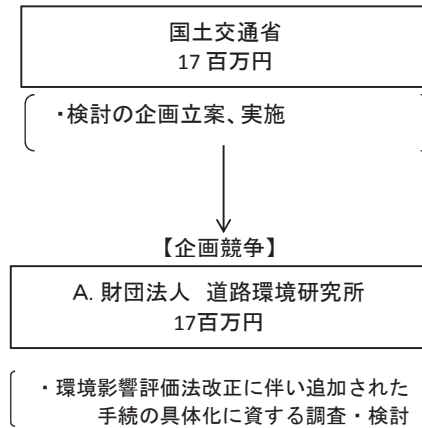 国土交通省
17 百万円
・検討の企画立案、実施
【企画競争】
A. 財団法人　道路環境研究所
17百万円
・環境影響評価法改正に伴い追加された
手続の具体化に資する調査・検討